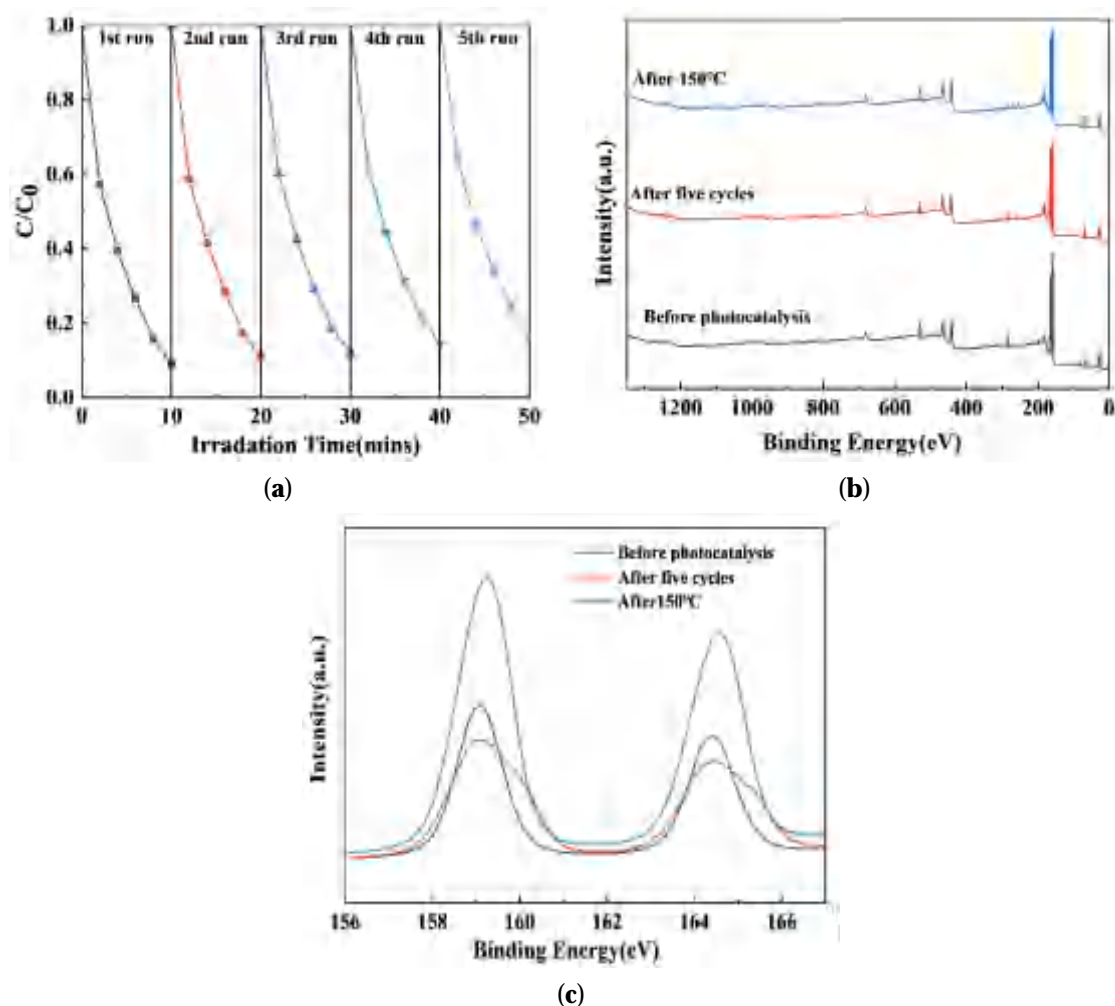 1.0
0.8
0.6
0.4
0.2
0.0
C/C0
1st run
2nd run
3rd run
4th run
5th run
0 10 20 30 40 50
Irradation Time(mins)
(a)
Intensity(a.u.)
After 150°C
After five cycles
Before photocatalysis
1200 1000 800 600 400 200 0
Binding Energy(eV)
(b)
Intensity(a.u.)
Before photocatalysis
After five cycles
After150°C
156 158 160 162 164 166
Binding Energy(eV)
(c)